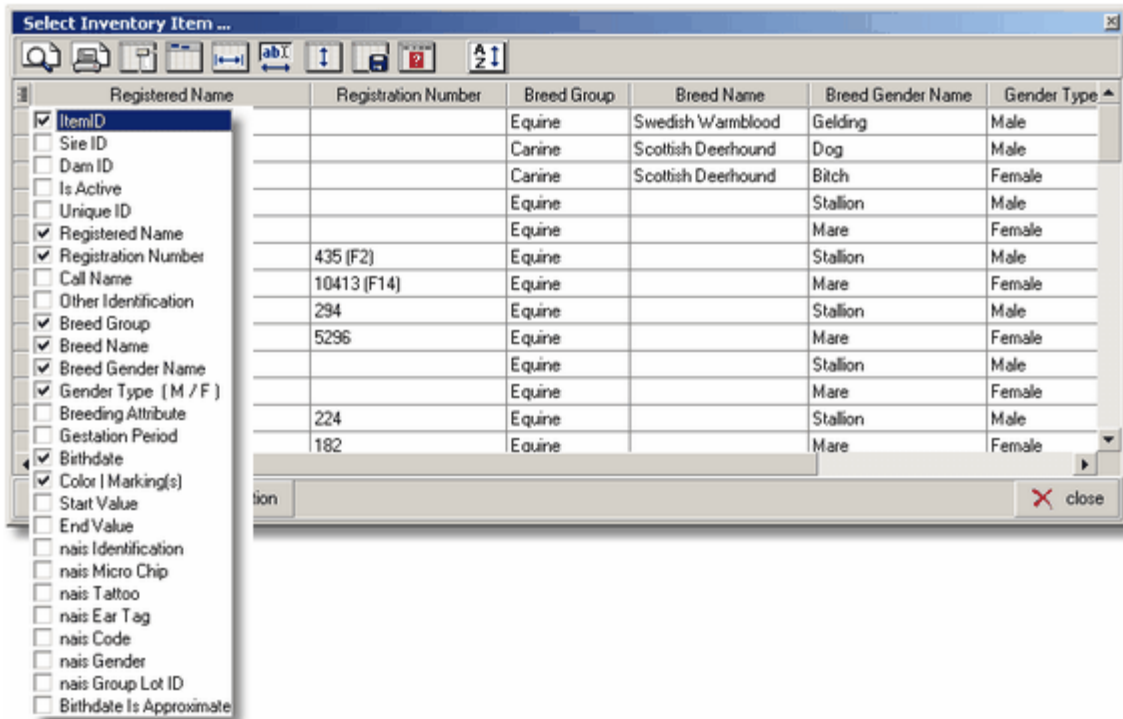 Select Inventory Item ...
abI
?
A
Z
Registered Name Registration Number Breed Group Breed Name Breed Gender Name Gender Type
ItemID Equine Swedish Warmblood Gelding Male
Sire ID Canine Scottish Deerhound Dog Male
Dam ID Canine Scottish Deerhound Bitch Female
Is Active
Unique ID Equine Stallion Male
Registered Name Equine Mare Female
Registration Number 435 (F2) Equine Stallion Male
Call Name 10413 (F14) Equine Mare Female
Other Identification 294 Equine Stallion Male
Breed Group
Breed Name 5296 Equine Mare Female
Breed Gender Name Equine Stallion Male
Gender Type ( M / F ) Equine Mare Female
Breeding Attribute 224 Equine Stallion Male
Gestation Period 182 Equine Mare Female
Birthdate
Color | Marking(s)
Start Value tion close
End Value
nais Identification
nais Micro Chip
nais Tattoo
nais Ear Tag
nais Code
nais Gender
nais Group Lot ID
Birthdate Is Approximate